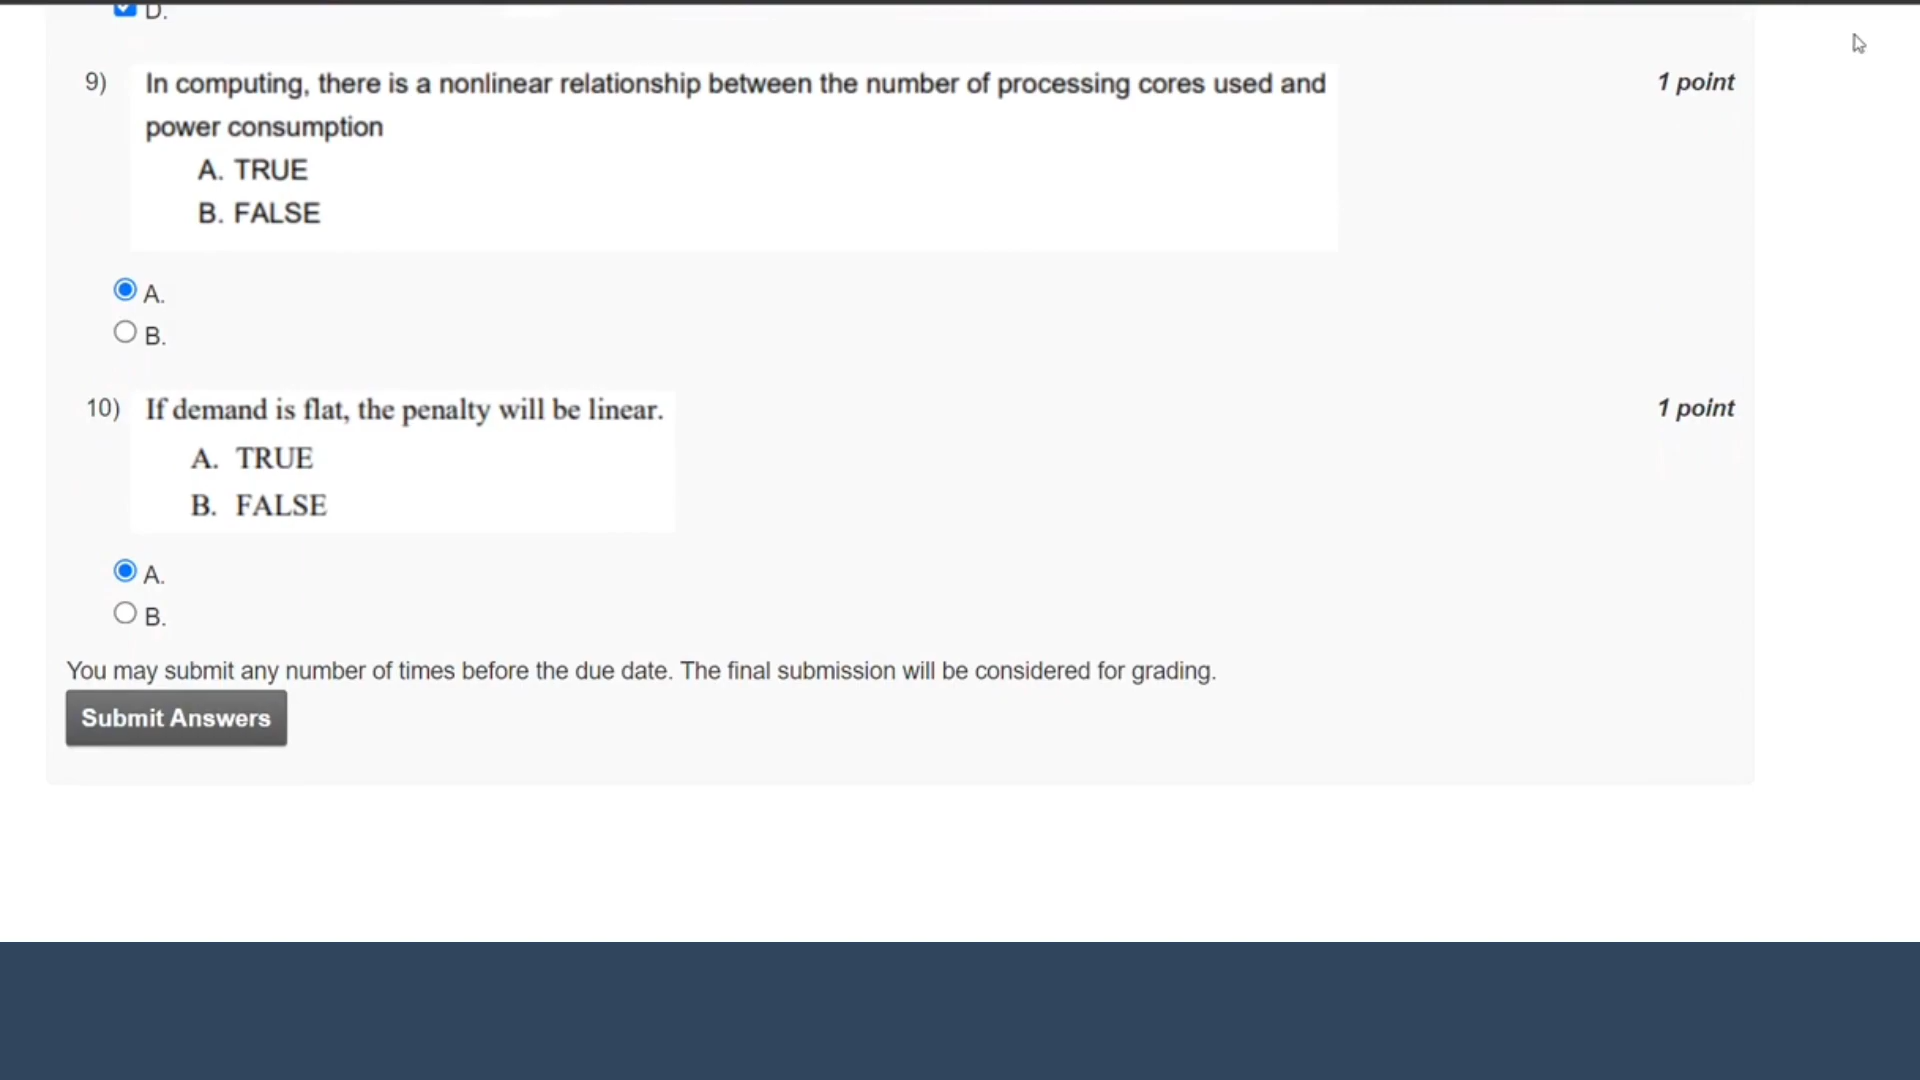 D.
9) In computing, there is a nonlinear relationship between the number of processing cores used and 1 point
power consumption
A. TRUE
B. FALSE
A.
B.
10) If demand is flat, the penalty will be linear. 1 point
A. TRUE
B. FALSE
A.
B.
You may submit any number of times before the due date. The final submission will be considered for grading.
Submit Answers